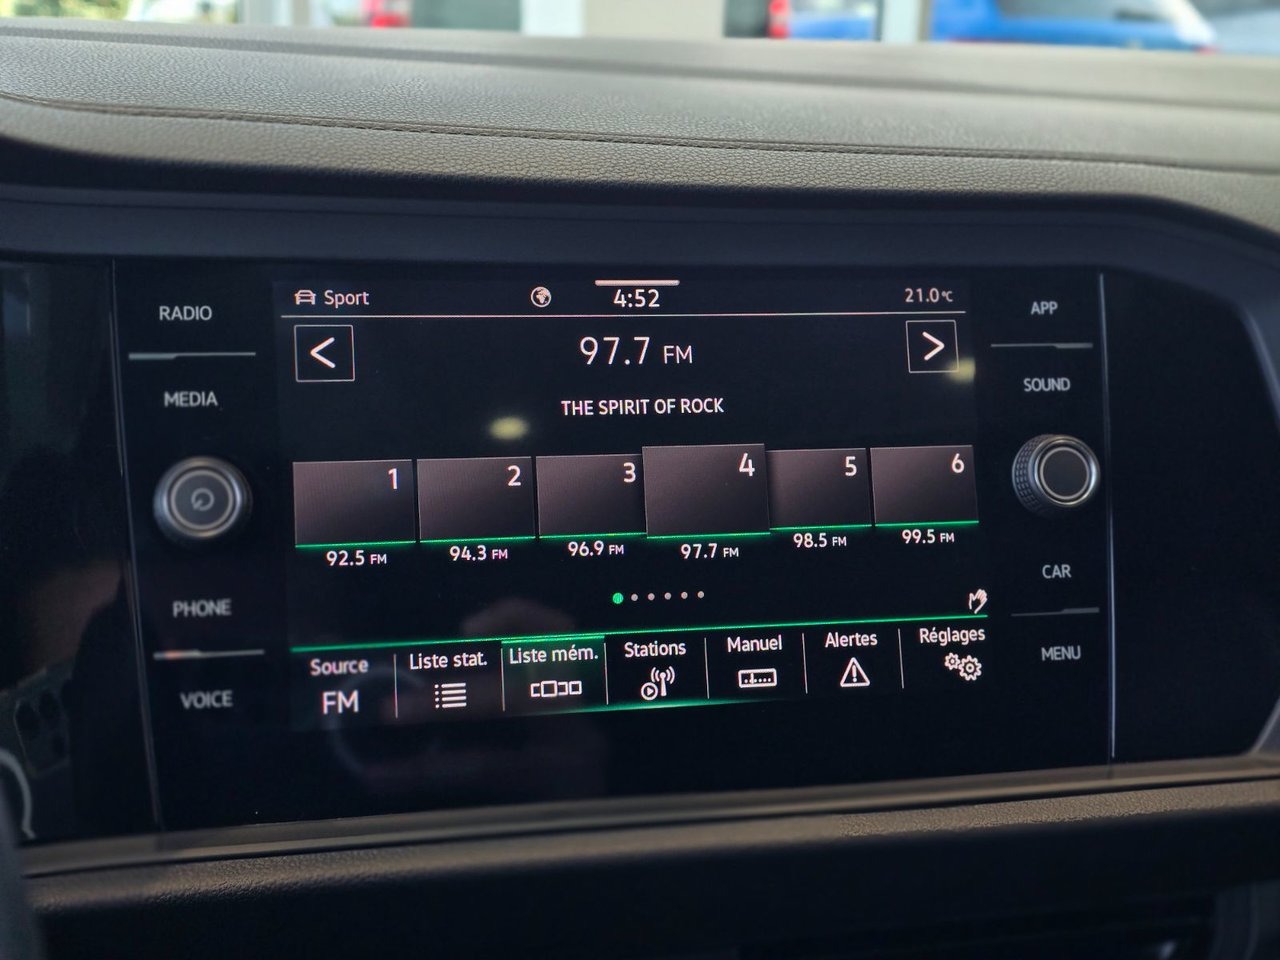 Sport 4:52 21.0°C
RADIO
APP
< 97.7 FM >
MEDIA
SOUND
THE SPIRIT OF ROCK
1 2 3 4 5 6
92.5 FM 94.3 FM 96.9 FM 97.7 FM 98.5 FM 99.5 FM
PHONE
CAR
Source Liste stat. Liste mém. Stations Manuel Alertes Réglages
FM
VOICE
MENU